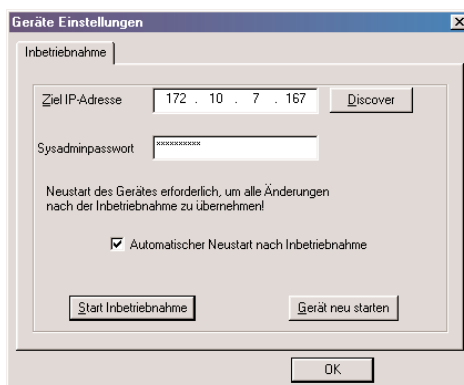 Geräte Einstellungen
Inbetriebnahme
Ziel IP-Adresse 172 . 10 . 7 . 167 Discover
Sysadminpasswort xxxxxxxxxx
Neustart des Gerätes erforderlich, um alle Änderungen
nach der Inbetriebnahme zu übernehmen!
Automatischer Neustart nach Inbetriebnahme
Start Inbetriebnahme Gerät neu starten
OK